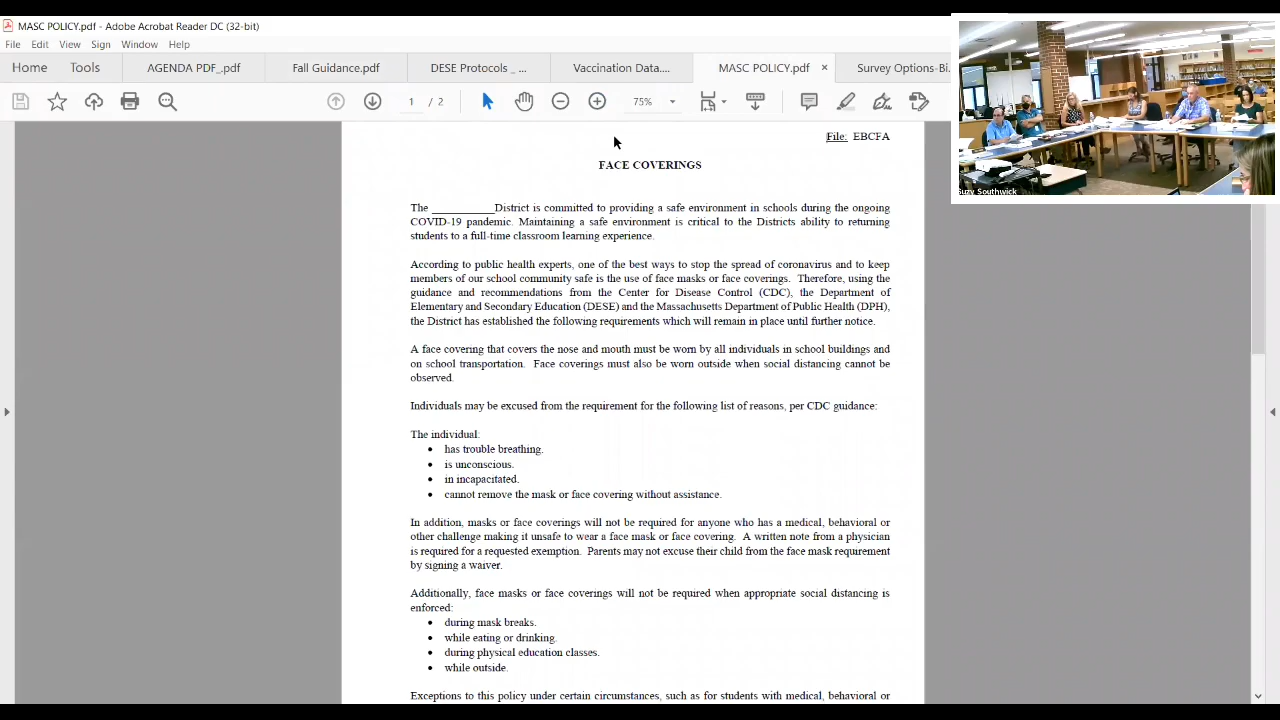 MASC POLICY.pdf - Adobe Acrobat Reader DC (32-bit)
File Edit View Sign Window Help
Home Tools AGENDA PDF_.pdf Fall Guidance.pdf DESE Protocols_.p... Vaccination Data.... MASC POLICY.pdf × Survey Options-Bi...
1 / 2 75%
Suzy Southwick
File: EBCFA
FACE COVERINGS
The ___________District is committed to providing a safe environment in schools during the ongoing
COVID-19 pandemic. Maintaining a safe environment is critical to the Districts ability to returning
students to a full-time classroom learning experience.
According to public health experts, one of the best ways to stop the spread of coronavirus and to keep
members of our school community safe is the use of face masks or face coverings. Therefore, using the
guidance and recommendations from the Center for Disease Control (CDC), the Department of
Elementary and Secondary Education (DESE) and the Massachusetts Department of Public Health (DPH),
the District has established the following requirements which will remain in place until further notice.
A face covering that covers the nose and mouth must be worn by all individuals in school buildings and
on school transportation. Face coverings must also be worn outside when social distancing cannot be
observed.
Individuals may be excused from the requirement for the following list of reasons, per CDC guidance:
The individual:
• has trouble breathing.
• is unconscious.
• in incapacitated.
• cannot remove the mask or face covering without assistance.
In addition, masks or face coverings will not be required for anyone who has a medical, behavioral or
other challenge making it unsafe to wear a face mask or face covering. A written note from a physician
is required for a requested exemption. Parents may not excuse their child from the face mask requirement
by signing a waiver.
Additionally, face masks or face coverings will not be required when appropriate social distancing is
enforced:
• during mask breaks.
• while eating or drinking.
• during physical education classes.
• while outside.
Exceptions to this policy under certain circumstances, such as for students with medical, behavioral or